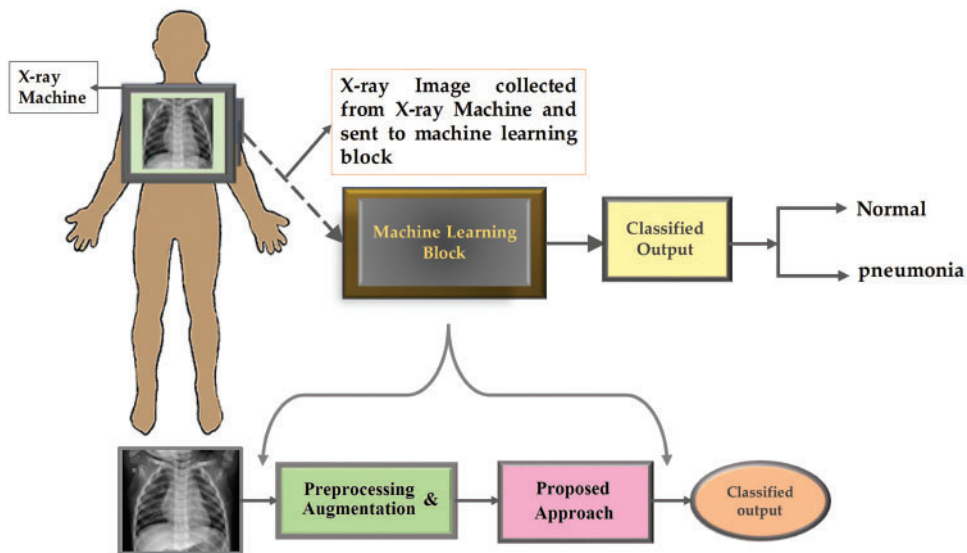 X-ray
Machine
X-ray Image collected
from X-ray Machine and
sent to machine learning
block
Machine Learning
Block
Classified
Output
Normal
pneumonia
Preprocessing
Augmentation &
Proposed
Approach
Classified
output